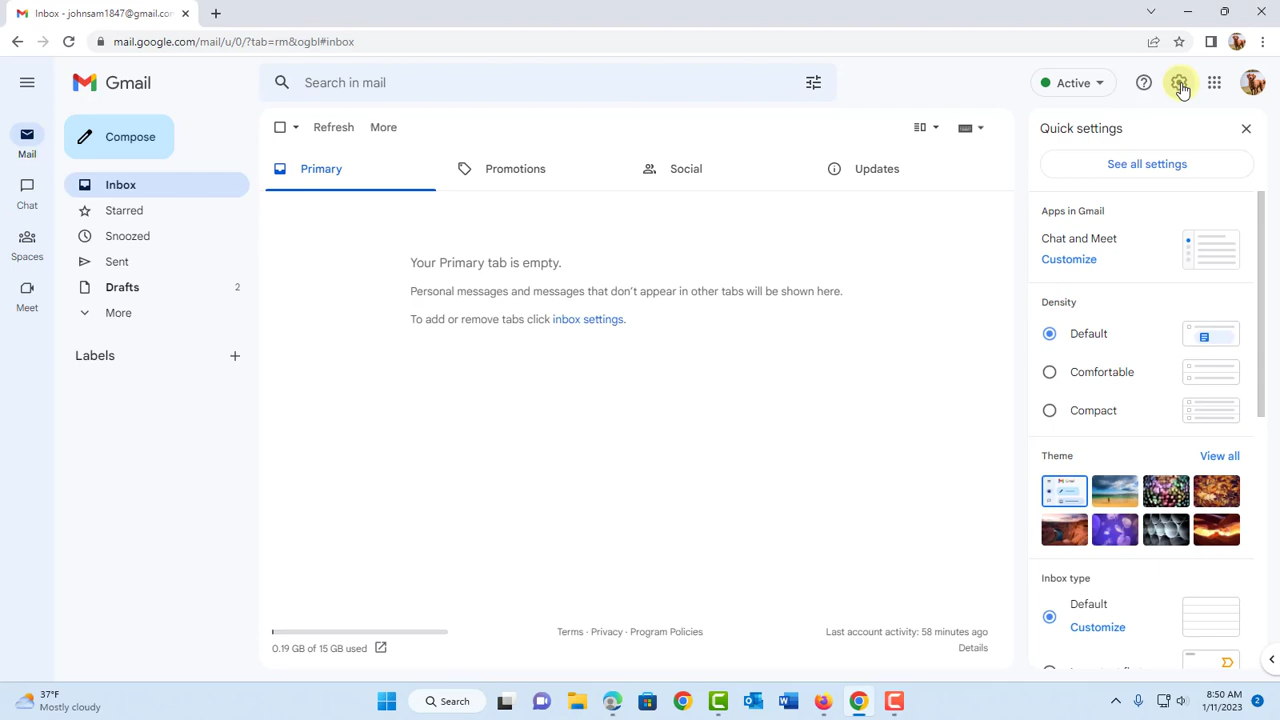 Inbox - johnsam1847@gmail.com
mail.google.com/mail/u/0/?tab=rm&ogbl#inbox
Gmail
Search in mail
Active
Mail
Chat
Spaces
Meet
Compose
Inbox
Starred
Snoozed
Sent
Drafts 2
More
Labels
Refresh More
Primary Promotions Social Updates
Your Primary tab is empty.
Personal messages and messages that don't appear in other tabs will be shown here.
To add or remove tabs click inbox settings.
0.19 GB of 15 GB used
Terms · Privacy · Program Policies
Last account activity: 58 minutes ago
Details
Quick settings
See all settings
Apps in Gmail
Chat and Meet
Customize
Density
Default
Comfortable
Compact
Theme View all
Gmail
Inbox type
Default
Customize
37°F
Mostly cloudy
Search
8:50 AM
1/11/2023
2